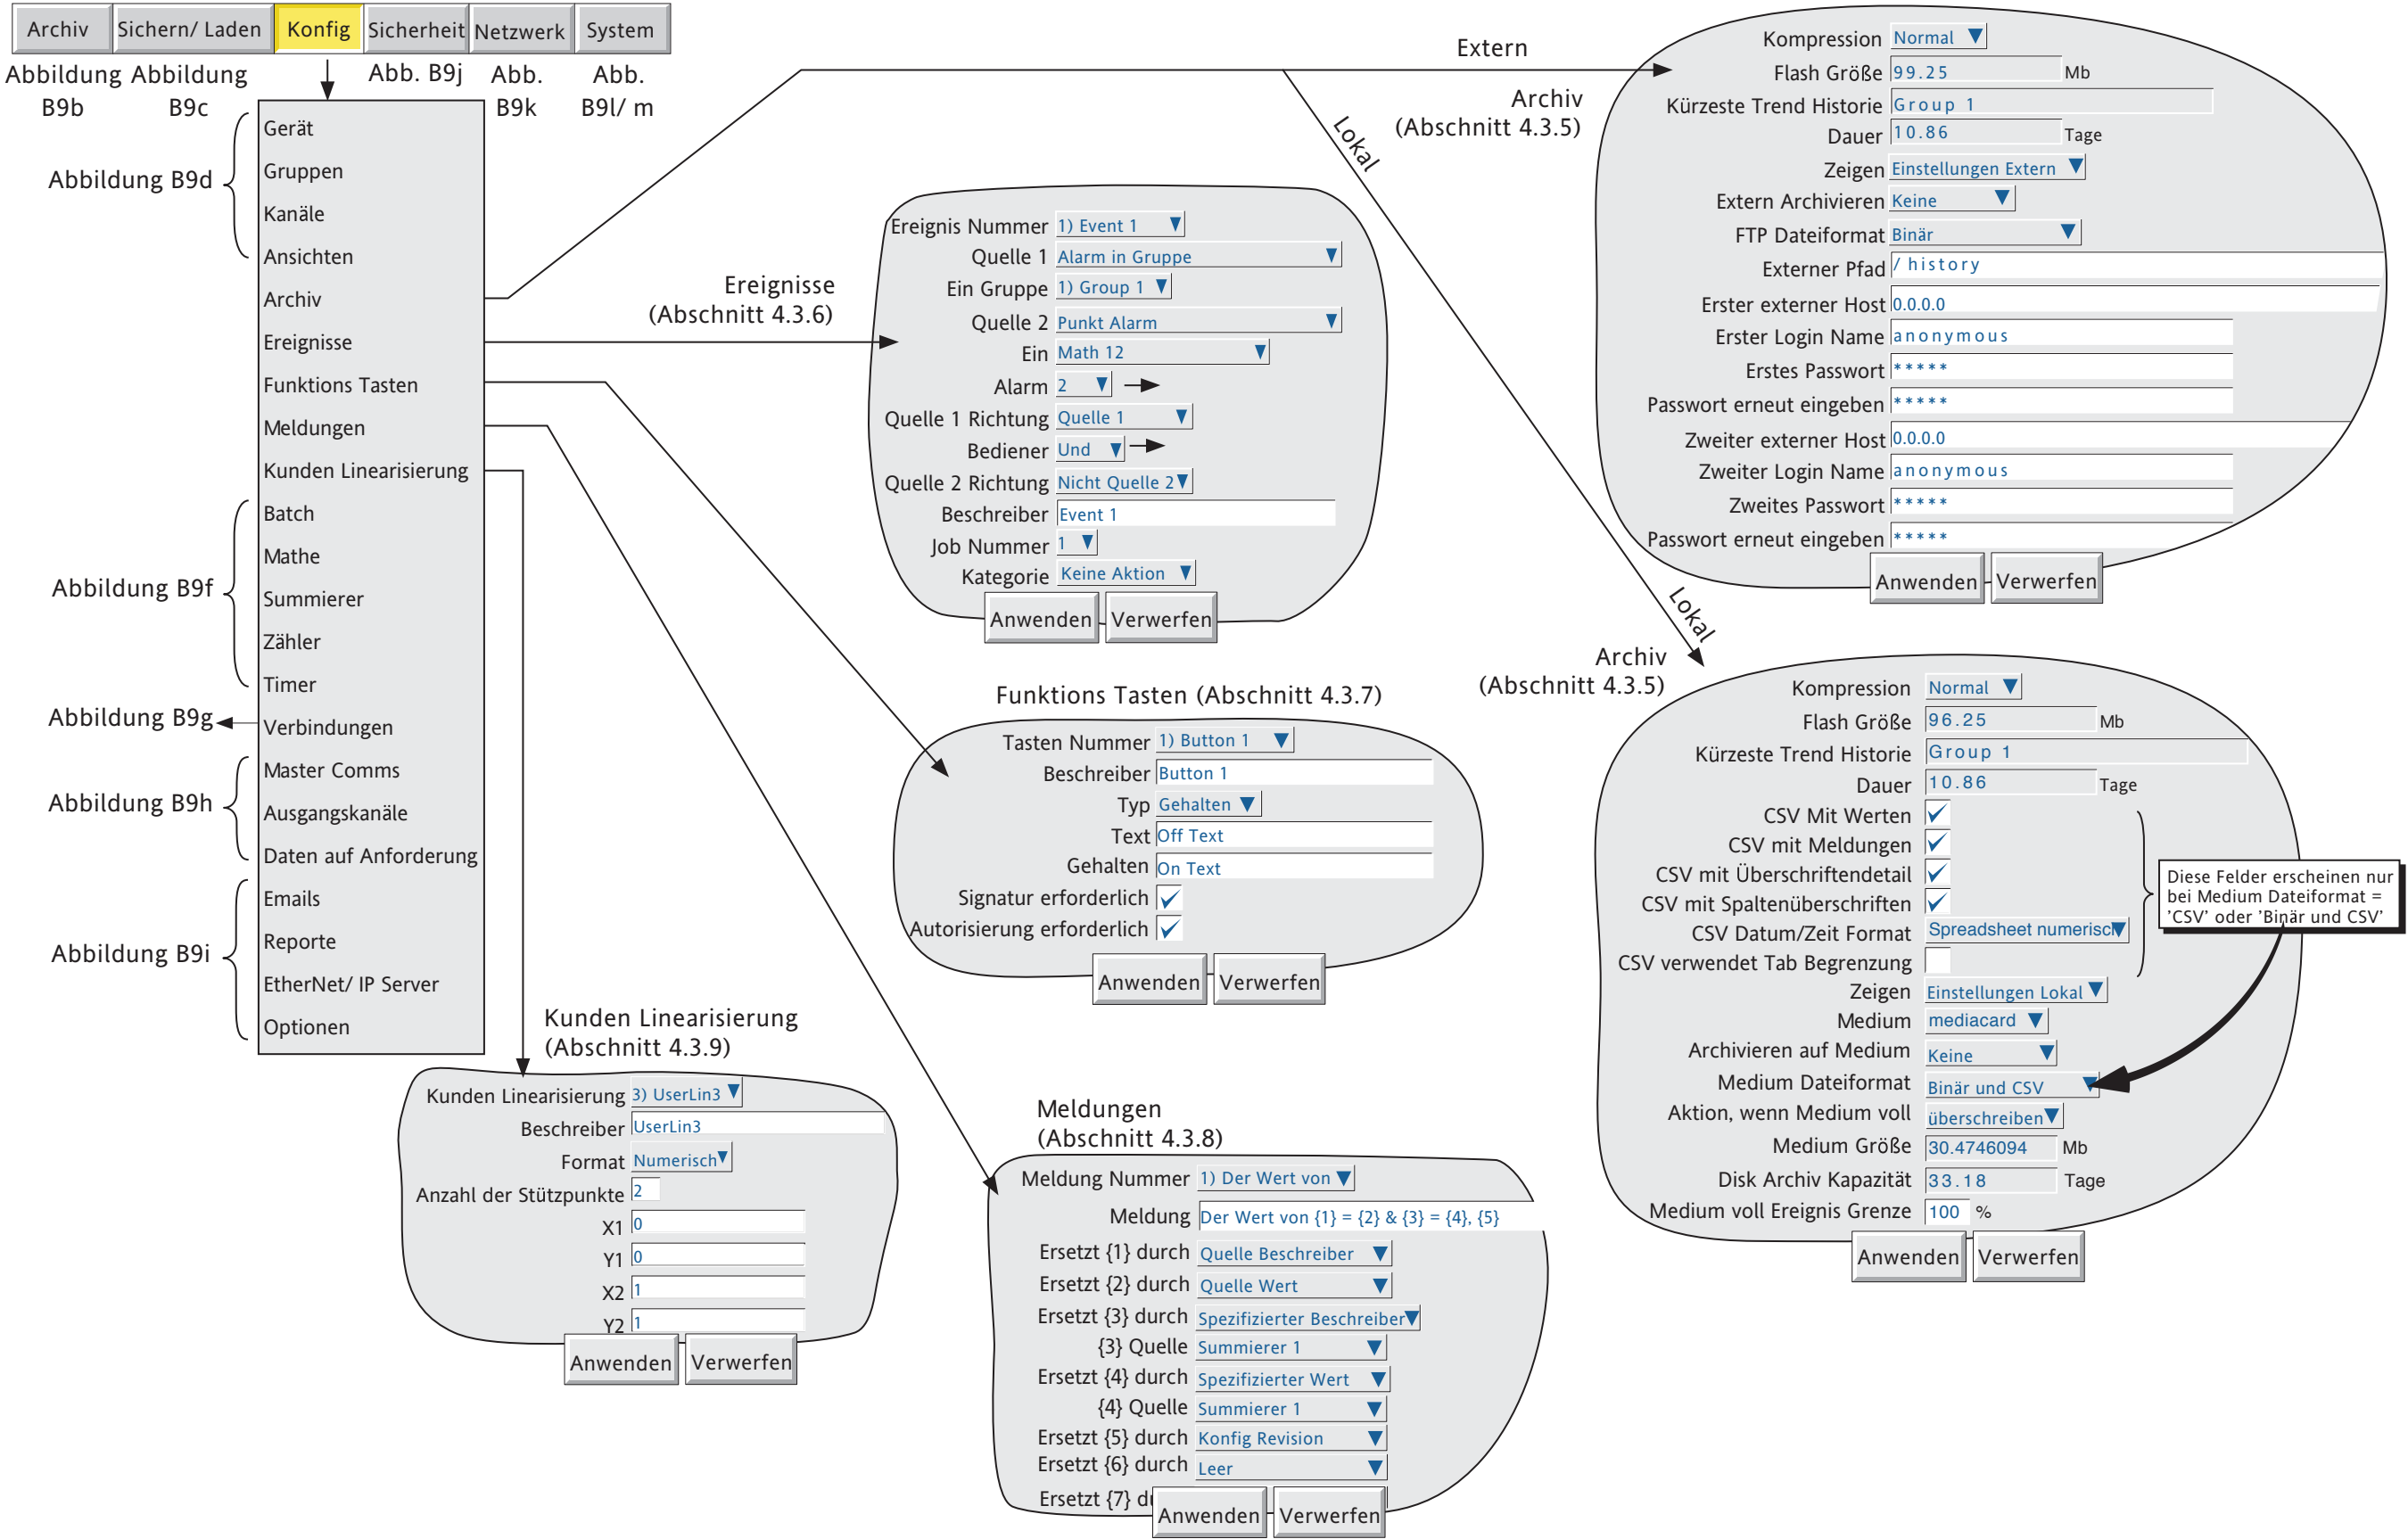 Archiv
Sichern/ Laden
Konfig
Sicherheit
Netzwerk
System
Abbildung B9b
Abbildung B9c
Abb. B9j
Abb. B9k
Abb. B9l/ m
Gerät
Gruppen
Kanäle
Ansichten
Archiv
Ereignisse
Funktions Tasten
Meldungen
Kunden Linearisierung
Batch
Mathe
Summierer
Zähler
Timer
Verbindungen
Master Comms
Ausgangskanäle
Daten auf Anforderung
Emails
Reporte
EtherNet/ IP Server
Optionen
Abbildung B9d
Abbildung B9f
Abbildung B9g
Abbildung B9h
Abbildung B9i
Ereignisse
(Abschnitt 4.3.6)
Ereignis Nummer 1) Event 1
Quelle 1 Alarm in Gruppe
Ein Gruppe 1) Group 1
Quelle 2 Punkt Alarm
Ein Math 12
Alarm 2
Quelle 1 Richtung Quelle 1
Bediener Und
Quelle 2 Richtung Nicht Quelle 2
Beschreiber Event 1
Job Nummer 1
Kategorie Keine Aktion
Anwenden Verwerfen
Extern
Archiv
(Abschnitt 4.3.5)
Lokal
Kompression Normal
Flash Größe 99.25 Mb
Kürzeste Trend Historie Group 1
Dauer 10.86 Tage
Zeigen Einstellungen Extern
Extern Archivieren Keine
FTP Dateiformat Binär
Externer Pfad / history
Erster externer Host 0.0.0.0
Erster Login Name anonymous
Erstes Passwort *****
Passwort erneut eingeben *****
Zweiter externer Host 0.0.0.0
Zweiter Login Name anonymous
Zweites Passwort *****
Passwort erneut eingeben *****
Anwenden Verwerfen
Lokal
Archiv
(Abschnitt 4.3.5)
Kompression Normal
Flash Größe 96.25 Mb
Kürzeste Trend Historie Group 1
Dauer 10.86 Tage
CSV Mit Werten
CSV mit Meldungen
CSV mit Überschriftendetail
CSV mit Spaltenüberschriften
CSV Datum/Zeit Format Spreadsheet numerisch
CSV verwendet Tab Begrenzung
Zeigen Einstellungen Lokal
Medium mediacard
Archivieren auf Medium Keine
Medium Dateiformat Binär und CSV
Aktion, wenn Medium voll überschreiben
Medium Größe 30.4746094 Mb
Disk Archiv Kapazität 33.18 Tage
Medium voll Ereignis Grenze 100 %
Anwenden Verwerfen
Diese Felder erscheinen nur
bei Medium Dateiformat =
'CSV' oder 'Binär und CSV'
Funktions Tasten (Abschnitt 4.3.7)
Tasten Nummer 1) Button 1
Beschreiber Button 1
Typ Gehalten
Text Off Text
Gehalten On Text
Signatur erforderlich
Autorisierung erforderlich
Anwenden Verwerfen
Kunden Linearisierung
(Abschnitt 4.3.9)
Kunden Linearisierung 3) UserLin3
Beschreiber UserLin3
Format Numerisch
Anzahl der Stützpunkte 2
X1 0
Y1 0
X2 1
Y2 1
Anwenden Verwerfen
Meldungen
(Abschnitt 4.3.8)
Meldung Nummer 1) Der Wert von
Meldung Der Wert von {1} = {2} & {3} = {4}, {5}
Ersetzt {1} durch Quelle Beschreiber
Ersetzt {2} durch Quelle Wert
Ersetzt {3} durch Spezifizierter Beschreiber
{3} Quelle Summierer 1
Ersetzt {4} durch Spezifizierter Wert
{4} Quelle Summierer 1
Ersetzt {5} durch Konfig Revision
Ersetzt {6} durch Leer
Ersetzt {7} du
Anwenden Verwerfen